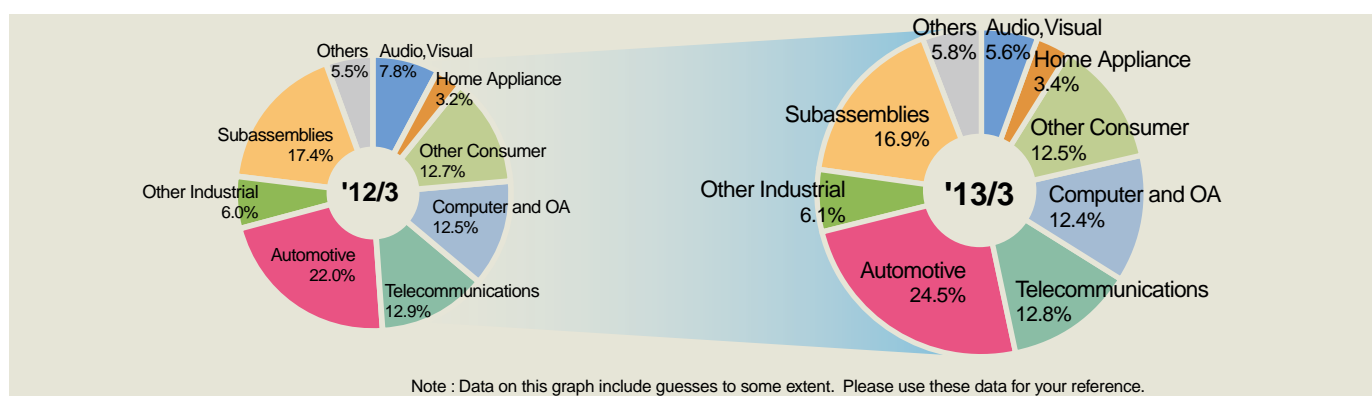 Others
5.5%
Audio,Visual
7.8%
Home Appliance
3.2%
Other Consumer
12.7%
Computer and OA
12.5%
Telecommunications
12.9%
Automotive
22.0%
Other Industrial
6.0%
Subassemblies
17.4%
'12/3
Others
5.8%
Audio,Visual
5.6%
Home Appliance
3.4%
Other Consumer
12.5%
Computer and OA
12.4%
Telecommunications
12.8%
Automotive
24.5%
Other Industrial
6.1%
Subassemblies
16.9%
'13/3
Note : Data on this graph include guesses to some extent. Please use these data for your reference.